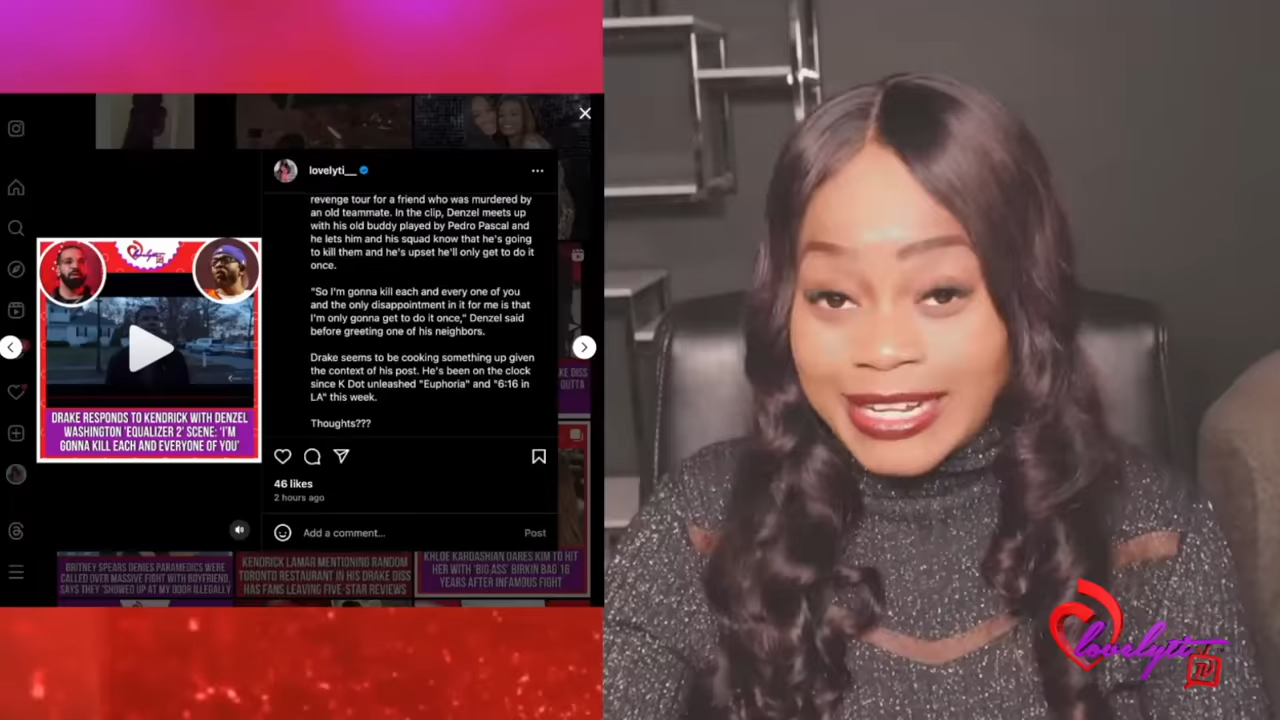 lovelyti__
revenge tour for a friend who was murdered by
an old teammate. In the clip, Denzel meets up
with his old buddy played by Pedro Pascal and
he lets him and his squad know that he's going
to kill them and he's upset he'll only get to do it
once.
"So I'm gonna kill each and every one of you
and the only disappointment in it for me is that
I'm only gonna get to do it once," Denzel said
before greeting one of his neighbors.
Drake seems to be cooking something up given
the context of his post. He's been on the clock
since K Dot unleashed "Euphoria" and "6:16 in
LA" this week.
Thoughts???
46 likes
2 hours ago
Add a comment...
Post
DRAKE RESPONDS TO KENDRICK WITH DENZEL
WASHINGTON 'EQUALIZER 2' SCENE: 'I'M
GONNA KILL EACH AND EVERYONE OF YOU'
KE DISS
OUTTA
BRITNEY SPEARS DENIES PARAMEDICS WERE
CALLED OVER MASSIVE FIGHT WITH BOYFRIEND,
SAYS THEY 'SHOWED UP AT MY DOOR ILLEGALLY
KENDRICK LAMAR MENTIONING RANDOM
TORONTO RESTAURANT IN HIS DRAKE DISS
HAS FANS LEAVING FIVE-STAR REVIEWS
KHLOE KARDASHIAN DARES KIM TO HIT
HER WITH 'BIG ASS' BIRKIN BAG 16
YEARS AFTER INFAMOUS FIGHT
lovelyti
TV